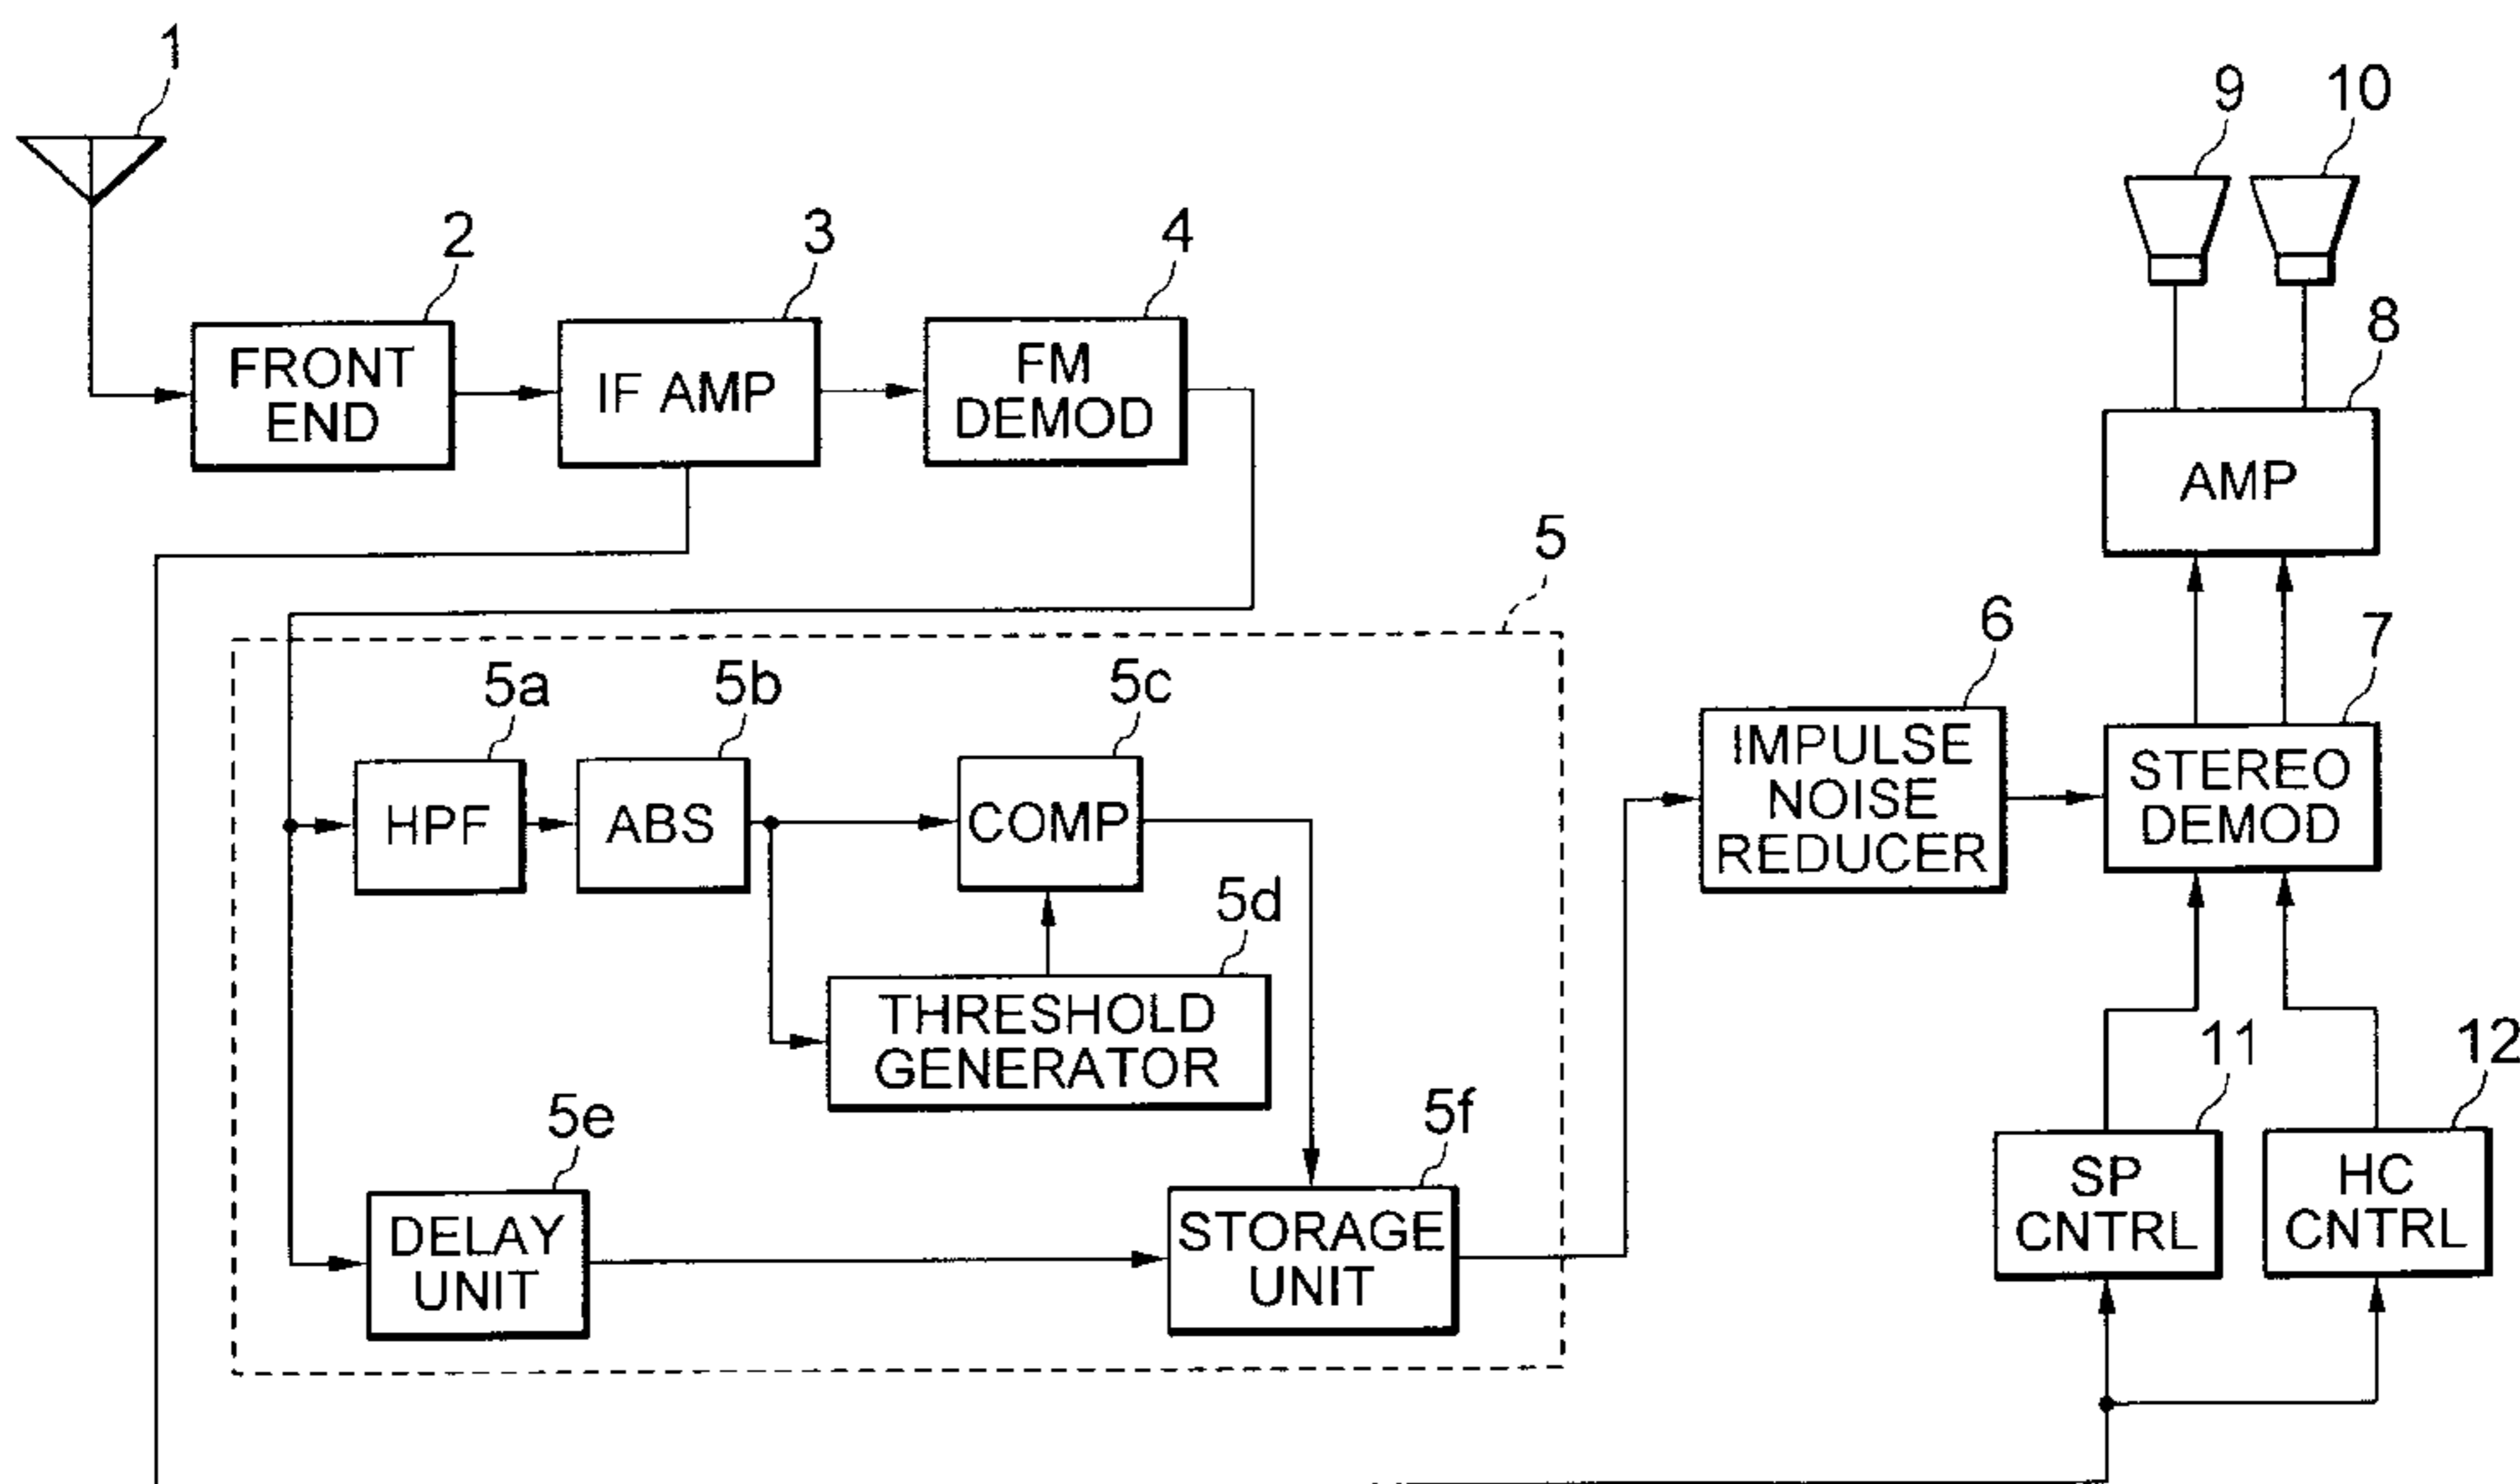 1
9
10
2
3
4
8
FRONT
END
IF AMP
FM
DEMOD
AMP
5
6
7
5a
5b
5c
IMPULSE
NOISE
REDUCER
STEREO
DEMOD
HPF
ABS
COMP
5d
THRESHOLD
GENERATOR
11
12
5e
5f
DELAY
UNIT
STORAGE
UNIT
SP
CNTRL
HC
CNTRL